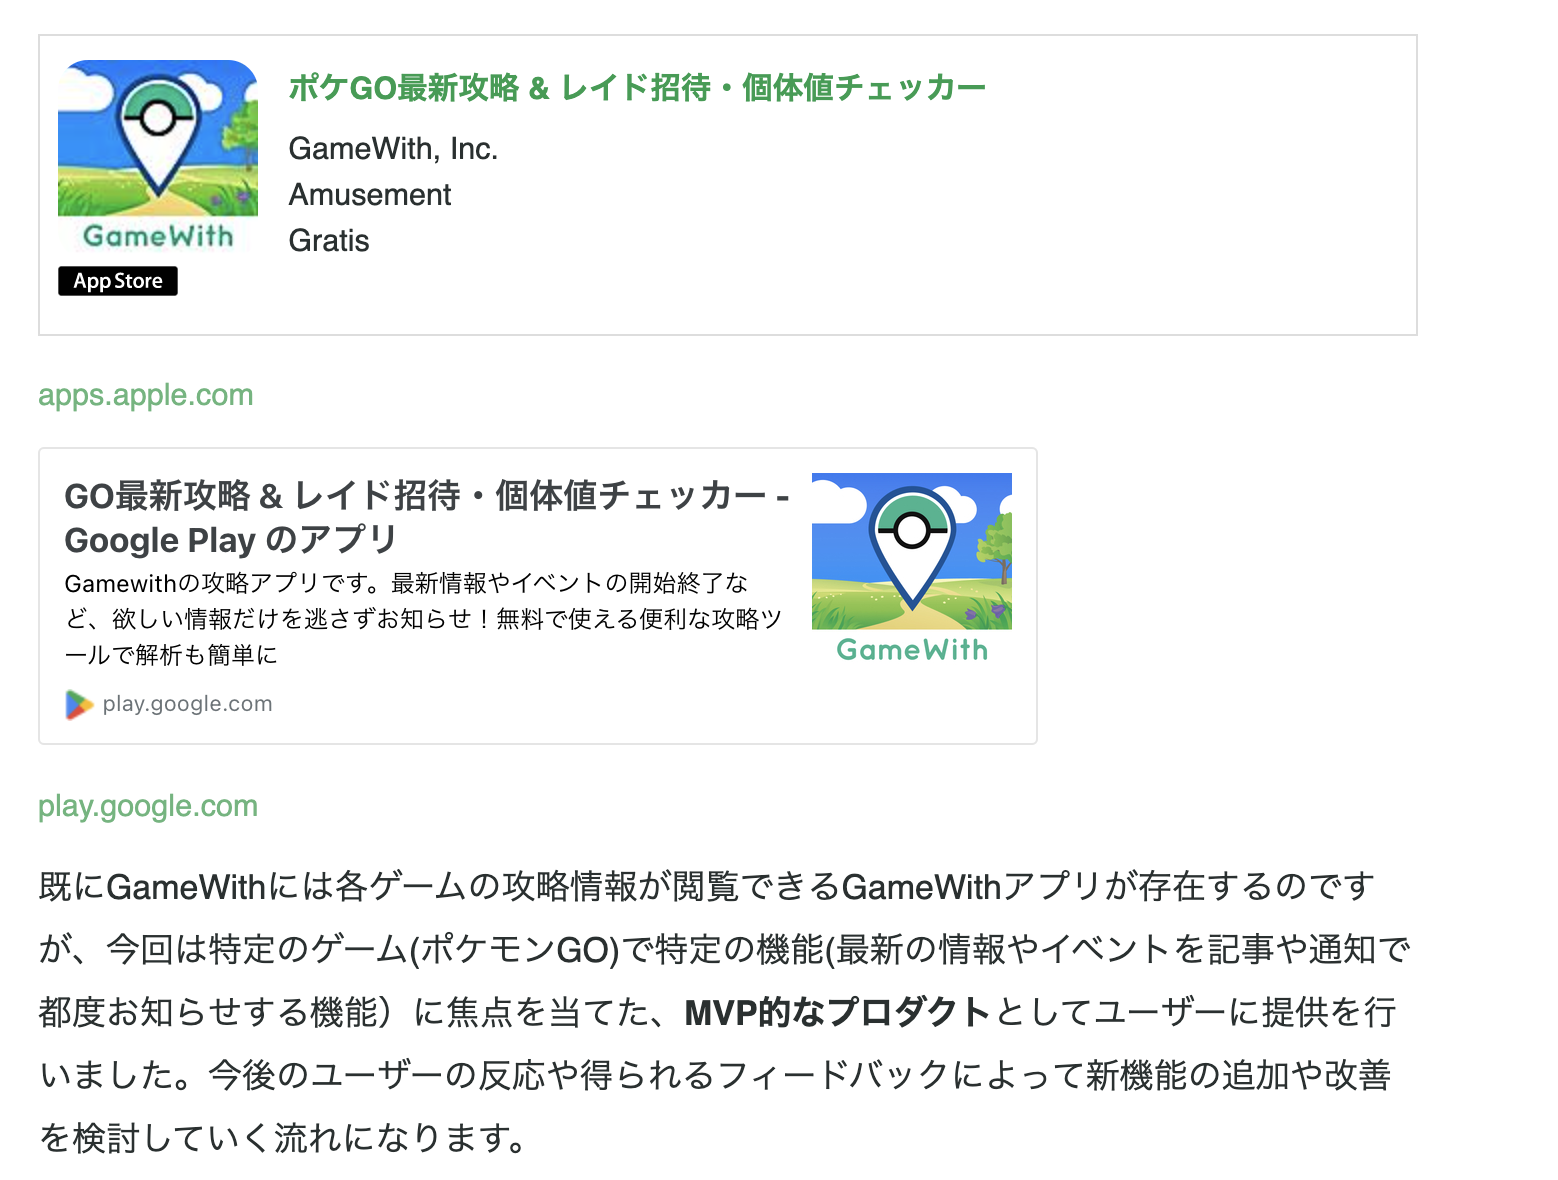 ポケGO最新攻略 & レイド招待・個体値チェッカー
GameWith, Inc.
Amusement
Gratis
GameWith
App Store
apps.apple.com
GO最新攻略 & レイド招待・個体値チェッカー -
Google Play のアプリ
Gamewithの攻略アプリです。最新情報やイベントの開始終了な
ど、欲しい情報だけを逃さずお知らせ！無料で使える便利な攻略ツ
ールで解析も簡単に
play.google.com
GameWith
play.google.com
既にGameWithには各ゲームの攻略情報が閲覧できるGameWithアプリが存在するのです
が、今回は特定のゲーム(ポケモンGO)で特定の機能(最新の情報やイベントを記事や通知で
都度お知らせする機能）に焦点を当てた、MVP的なプロダクトとしてユーザーに提供を行
いました。今後のユーザーの反応や得られるフィードバックによって新機能の追加や改善
を検討していく流れになります。